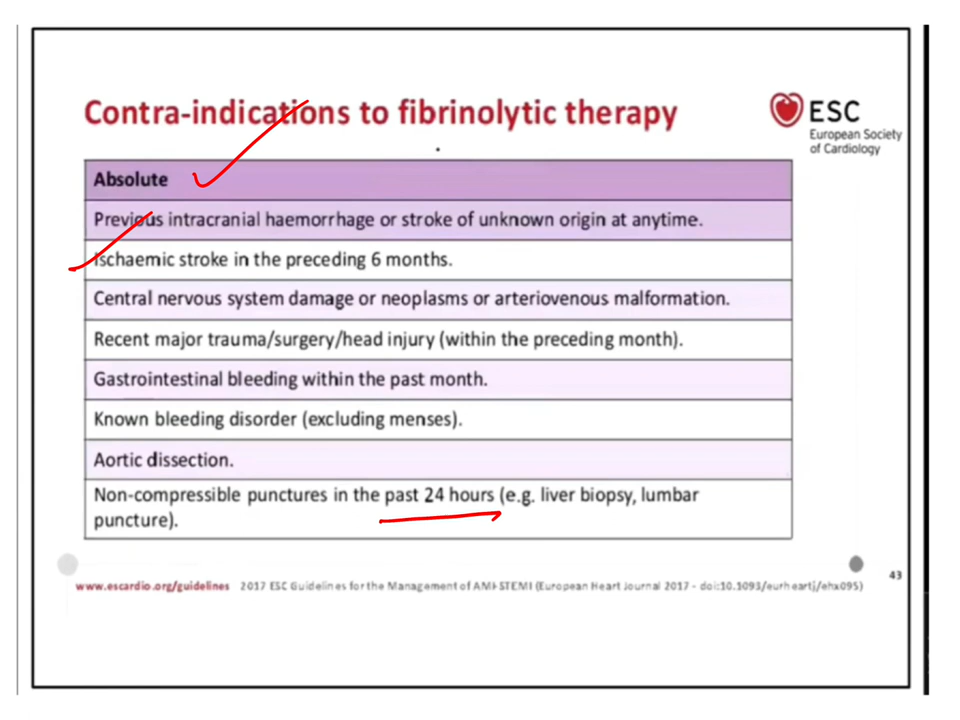 Contra-indications to fibrinolytic therapy
ESC
European Society
of Cardiology
Absolute
Previous intracranial haemorrhage or stroke of unknown origin at anytime.
Ischaemic stroke in the preceding 6 months.
Central nervous system damage or neoplasms or arteriovenous malformation.
Recent major trauma/surgery/head injury (within the preceding month).
Gastrointestinal bleeding within the past month.
Known bleeding disorder (excluding menses).
Aortic dissection.
Non-compressible punctures in the past 24 hours (e.g. liver biopsy, lumbar
puncture).
43
www.escardio.org/guidelines 2017 ESC Guidelines for the Management of AMI-STEMI (European Heart Journal 2017 - doi:10.1093/eurheartj/ehx095)